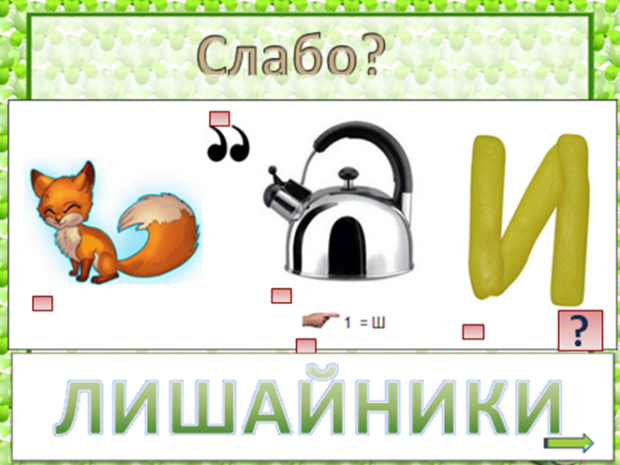 Слабо?
,,
И
1 = Ш
?
ЛИШАЙНИКИ